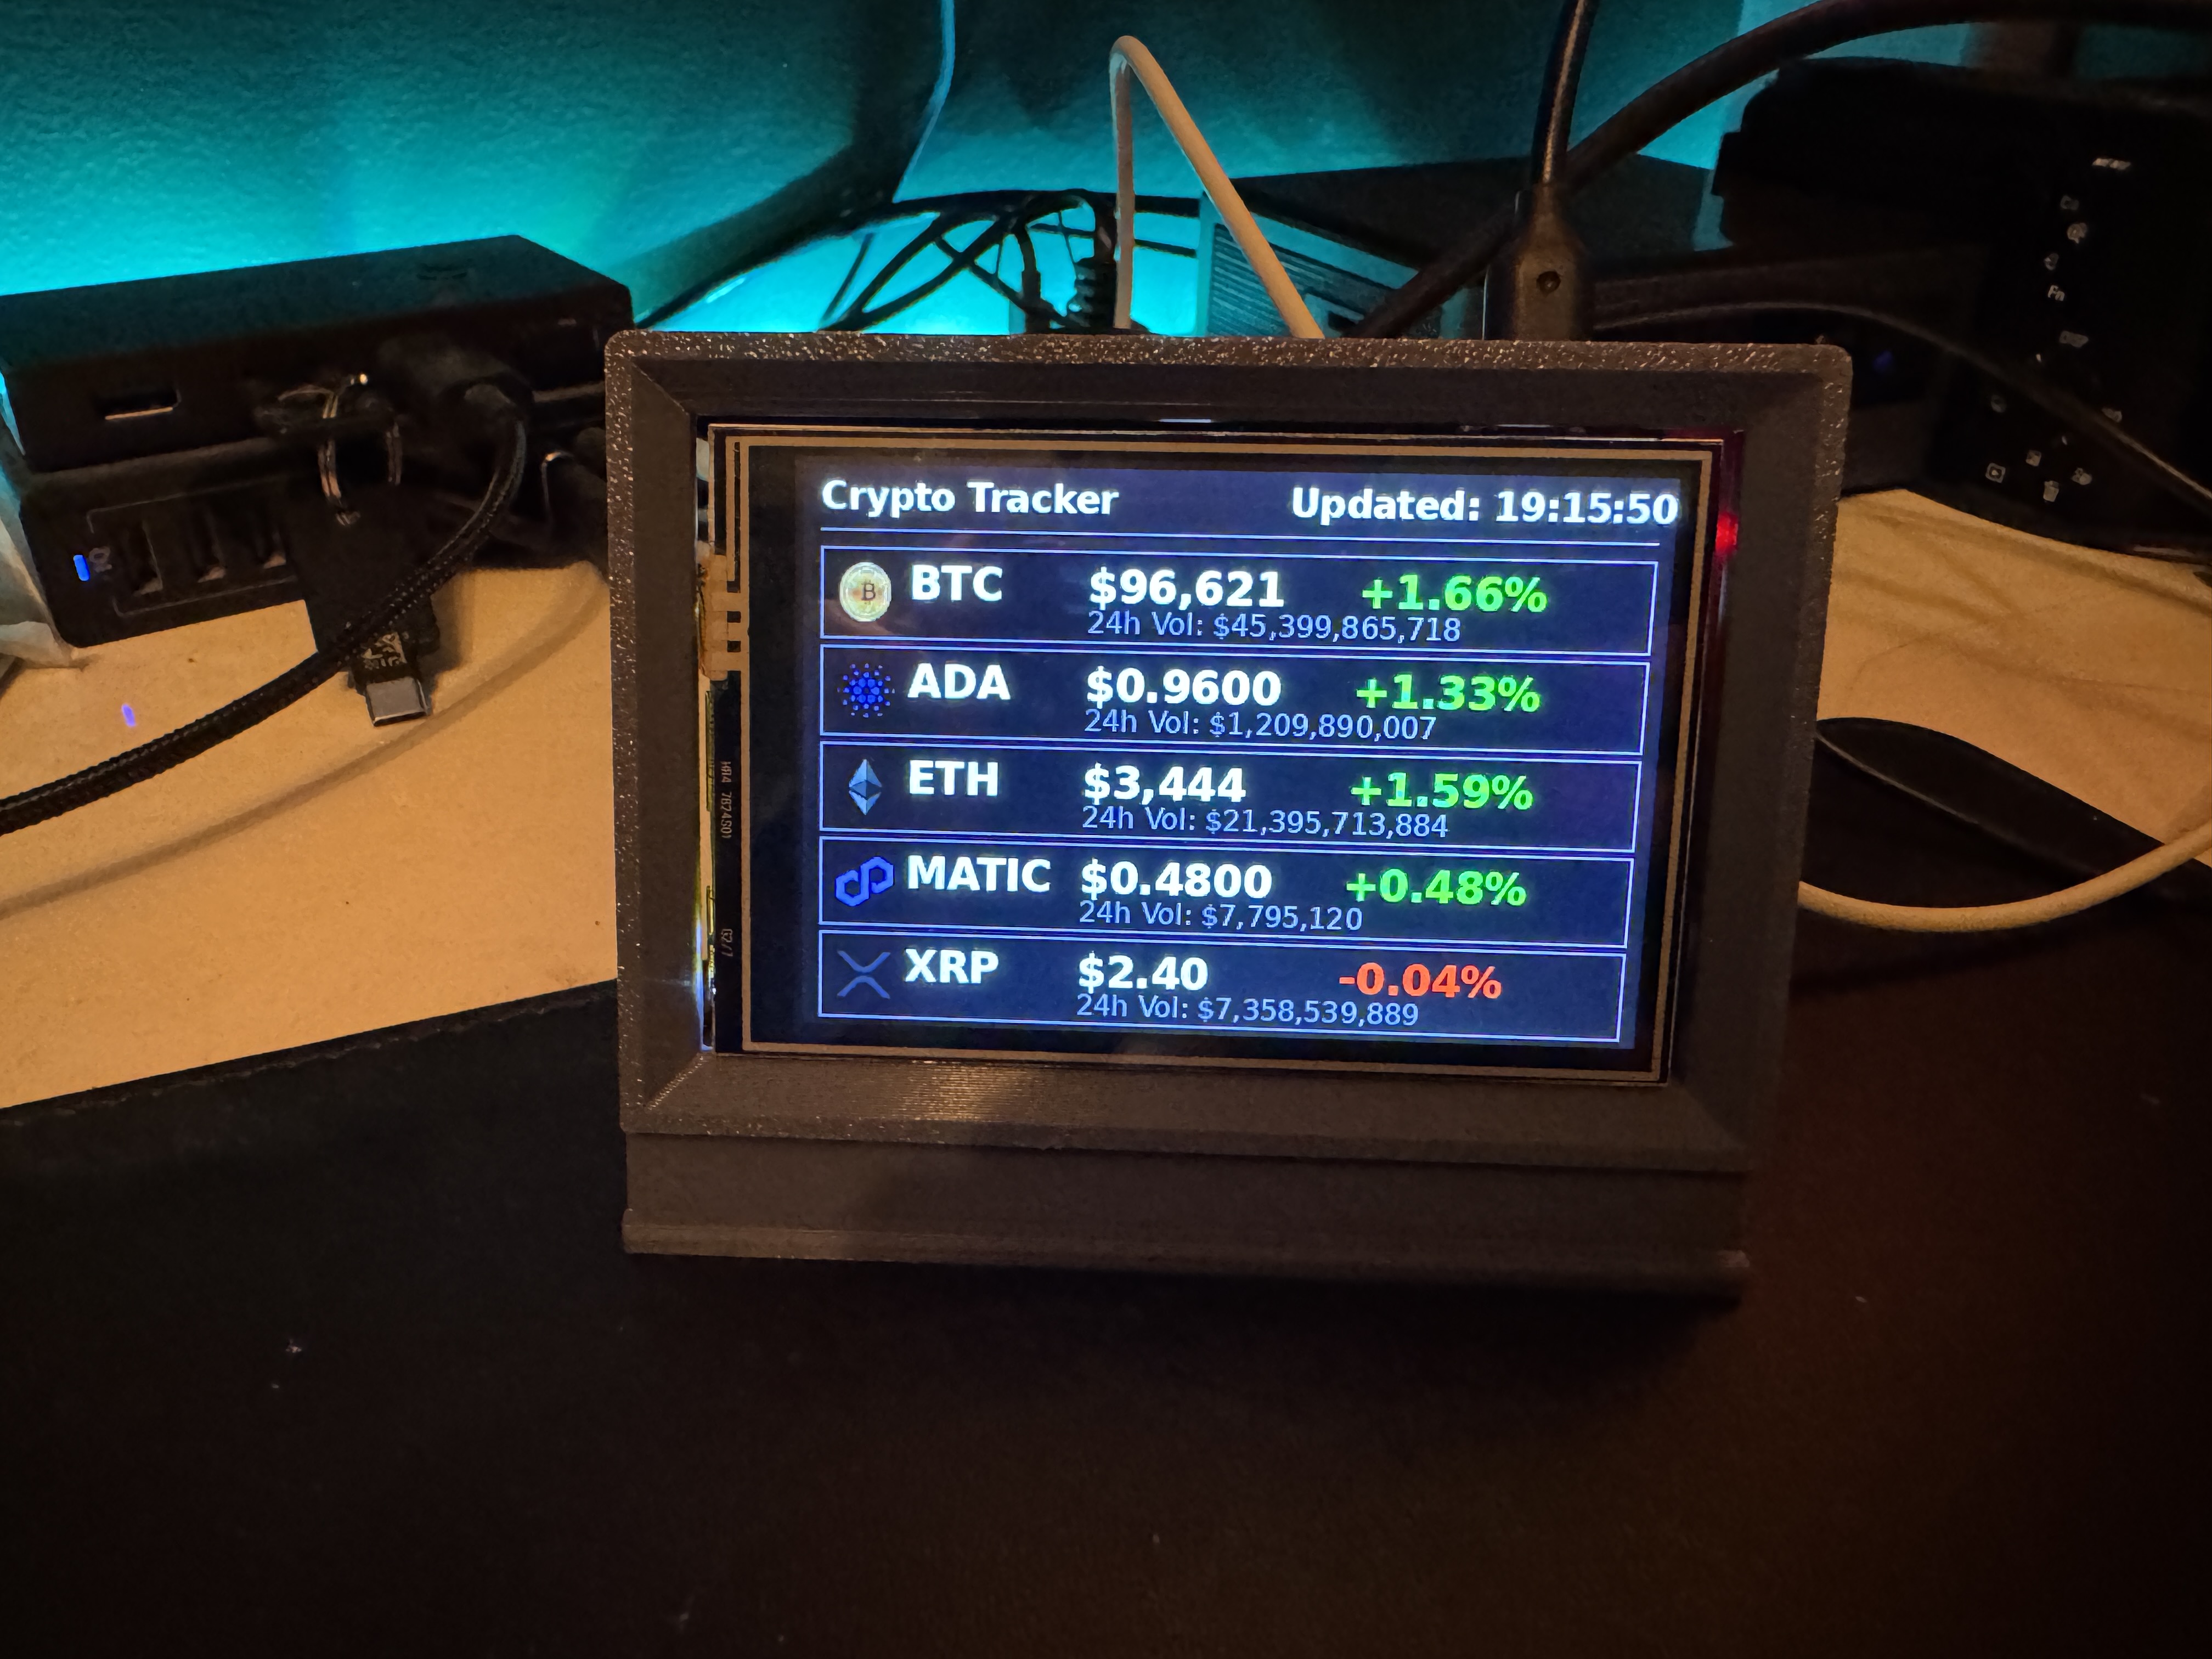 Crypto Tracker Updated: 19:15:50
BTC $96,621 +1.66%
24h Vol: $45,399,865,718
ADA $0.9600 +1.33%
24h Vol: $1,209,890,007
ETH $3,444 +1.59%
24h Vol: $21,395,713,884
MATIC $0.4800 +0.48%
24h Vol: $7,795,120
XRP $2.40 -0.04%
24h Vol: $7,358,539,889
Fn